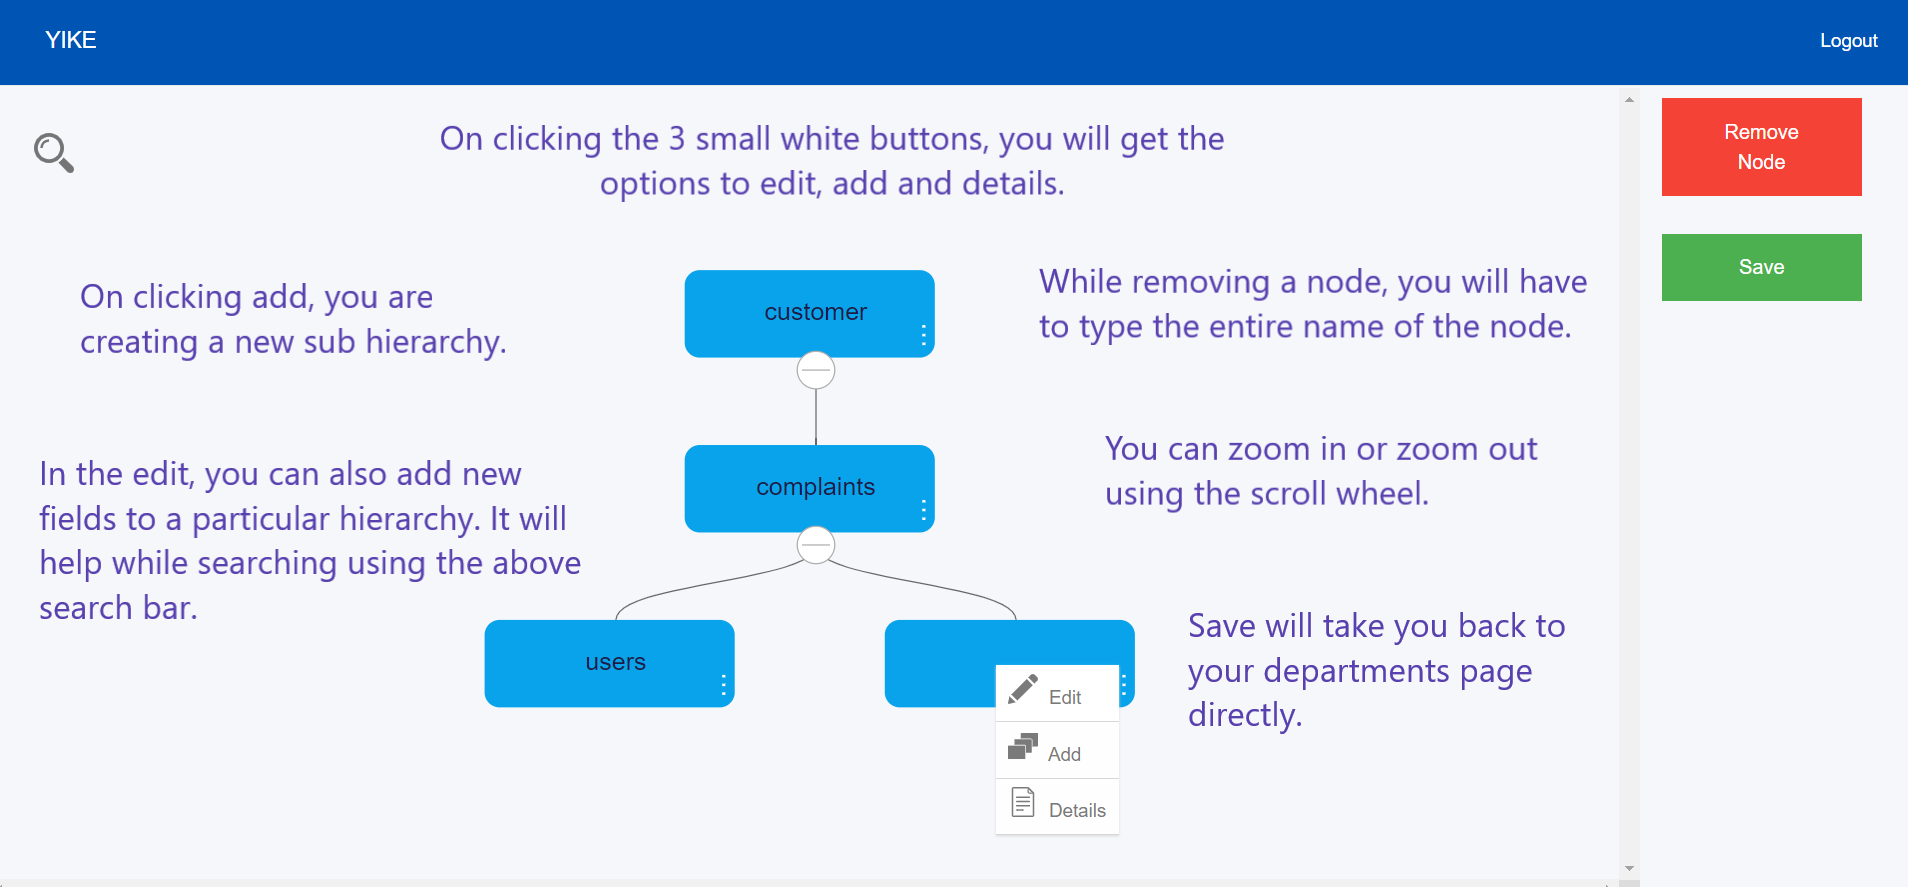 YIKE
Logout
On clicking the 3 small white buttons, you will get the
options to edit, add and details.
Remove
Node
Save
On clicking add, you are
creating a new sub hierarchy.
customer
While removing a node, you will have
to type the entire name of the node.
In the edit, you can also add new
fields to a particular hierarchy. It will
help while searching using the above
search bar.
complaints
You can zoom in or zoom out
using the scroll wheel.
users
Edit
Add
Details
Save will take you back to
your departments page
directly.